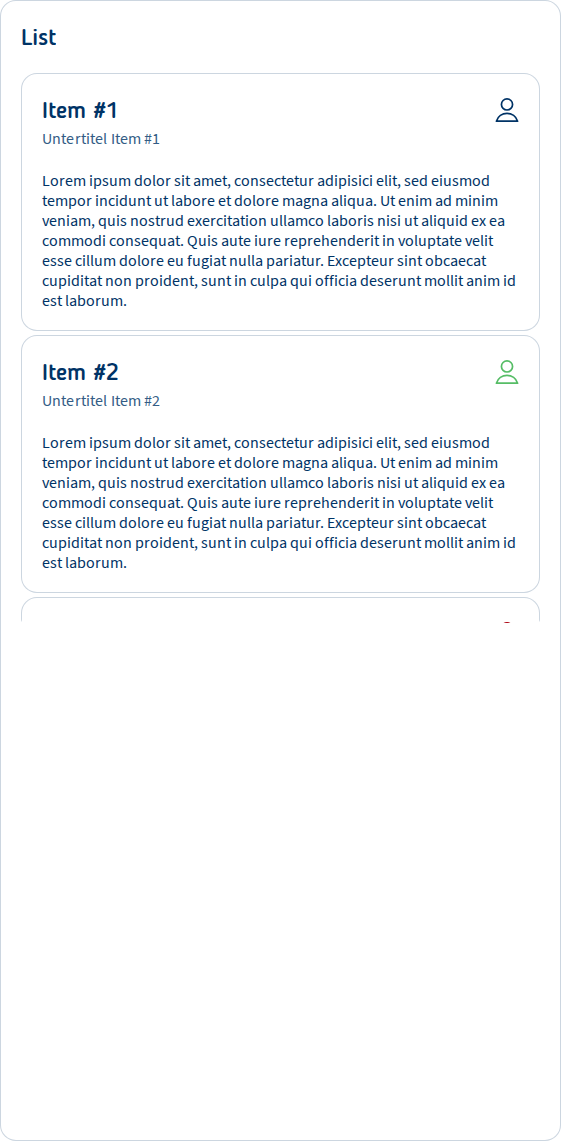 List
Item #1
Untertitel Item #1
Lorem ipsum dolor sit amet, consectetur adipisici elit, sed eiusmod
tempor incidunt ut labore et dolore magna aliqua. Ut enim ad minim
veniam, quis nostrud exercitation ullamco laboris nisi ut aliquid ex ea
commodi consequat. Quis aute iure reprehenderit in voluptate velit
esse cillum dolore eu fugiat nulla pariatur. Excepteur sint obcaecat
cupiditat non proident, sunt in culpa qui officia deserunt mollit anim id
est laborum.
Item #2
Untertitel Item #2
Lorem ipsum dolor sit amet, consectetur adipisici elit, sed eiusmod
tempor incidunt ut labore et dolore magna aliqua. Ut enim ad minim
veniam, quis nostrud exercitation ullamco laboris nisi ut aliquid ex ea
commodi consequat. Quis aute iure reprehenderit in voluptate velit
esse cillum dolore eu fugiat nulla pariatur. Excepteur sint obcaecat
cupiditat non proident, sunt in culpa qui officia deserunt mollit anim id
est laborum.